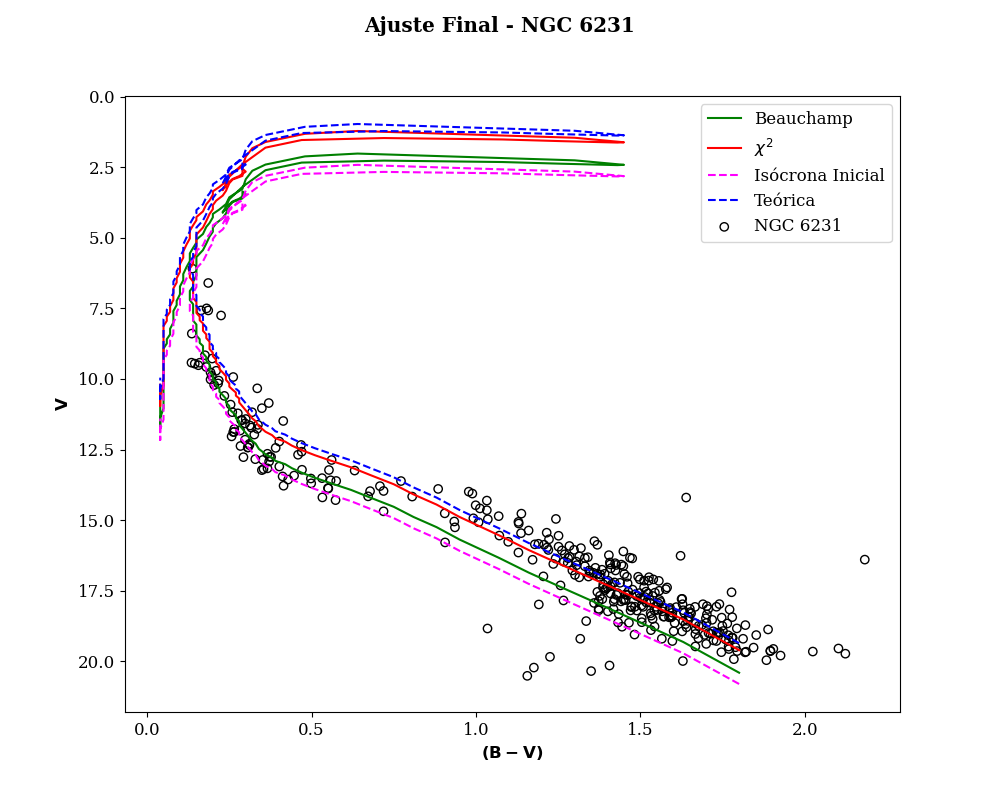 Ajuste Final - NGC 6231
0.0
2.5
5.0
7.5
10.0
12.5
15.0
17.5
20.0
V
Beauchamp
χ²
Isócrona Inicial
Teórica
NGC 6231
0.0 0.5 1.0 1.5 2.0
(B − V)